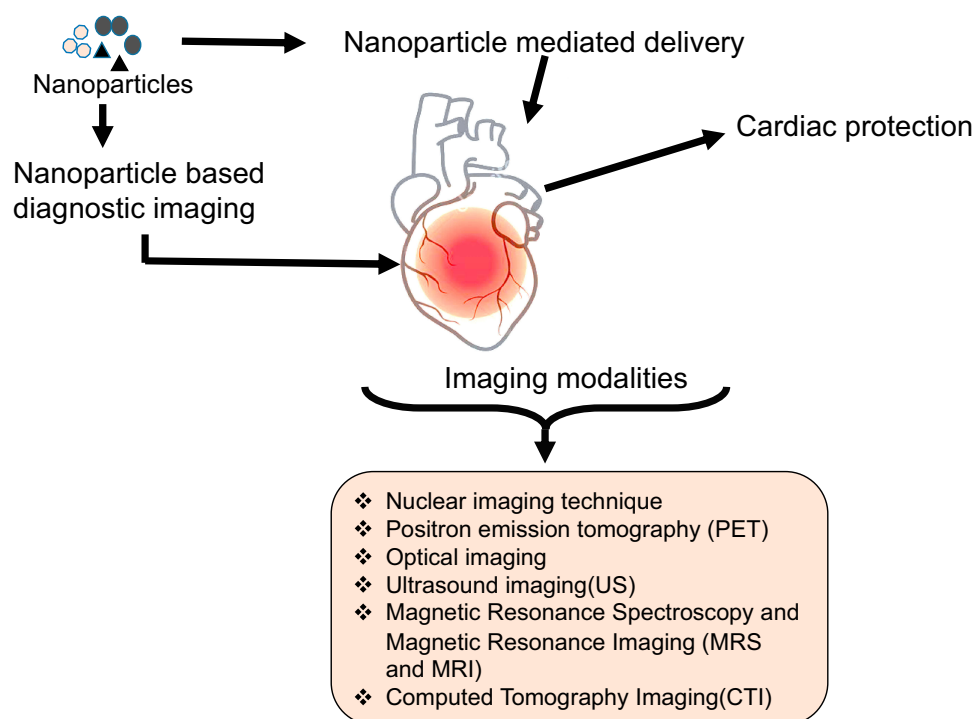 Nanoparticle mediated delivery
Nanoparticles
Cardiac protection
Nanoparticle based
diagnostic imaging
Imaging modalities
❖ Nuclear imaging technique
❖ Positron emission tomography (PET)
❖ Optical imaging
❖ Ultrasound imaging(US)
❖ Magnetic Resonance Spectroscopy and
Magnetic Resonance Imaging (MRS
and MRI)
❖ Computed Tomography Imaging(CTI)